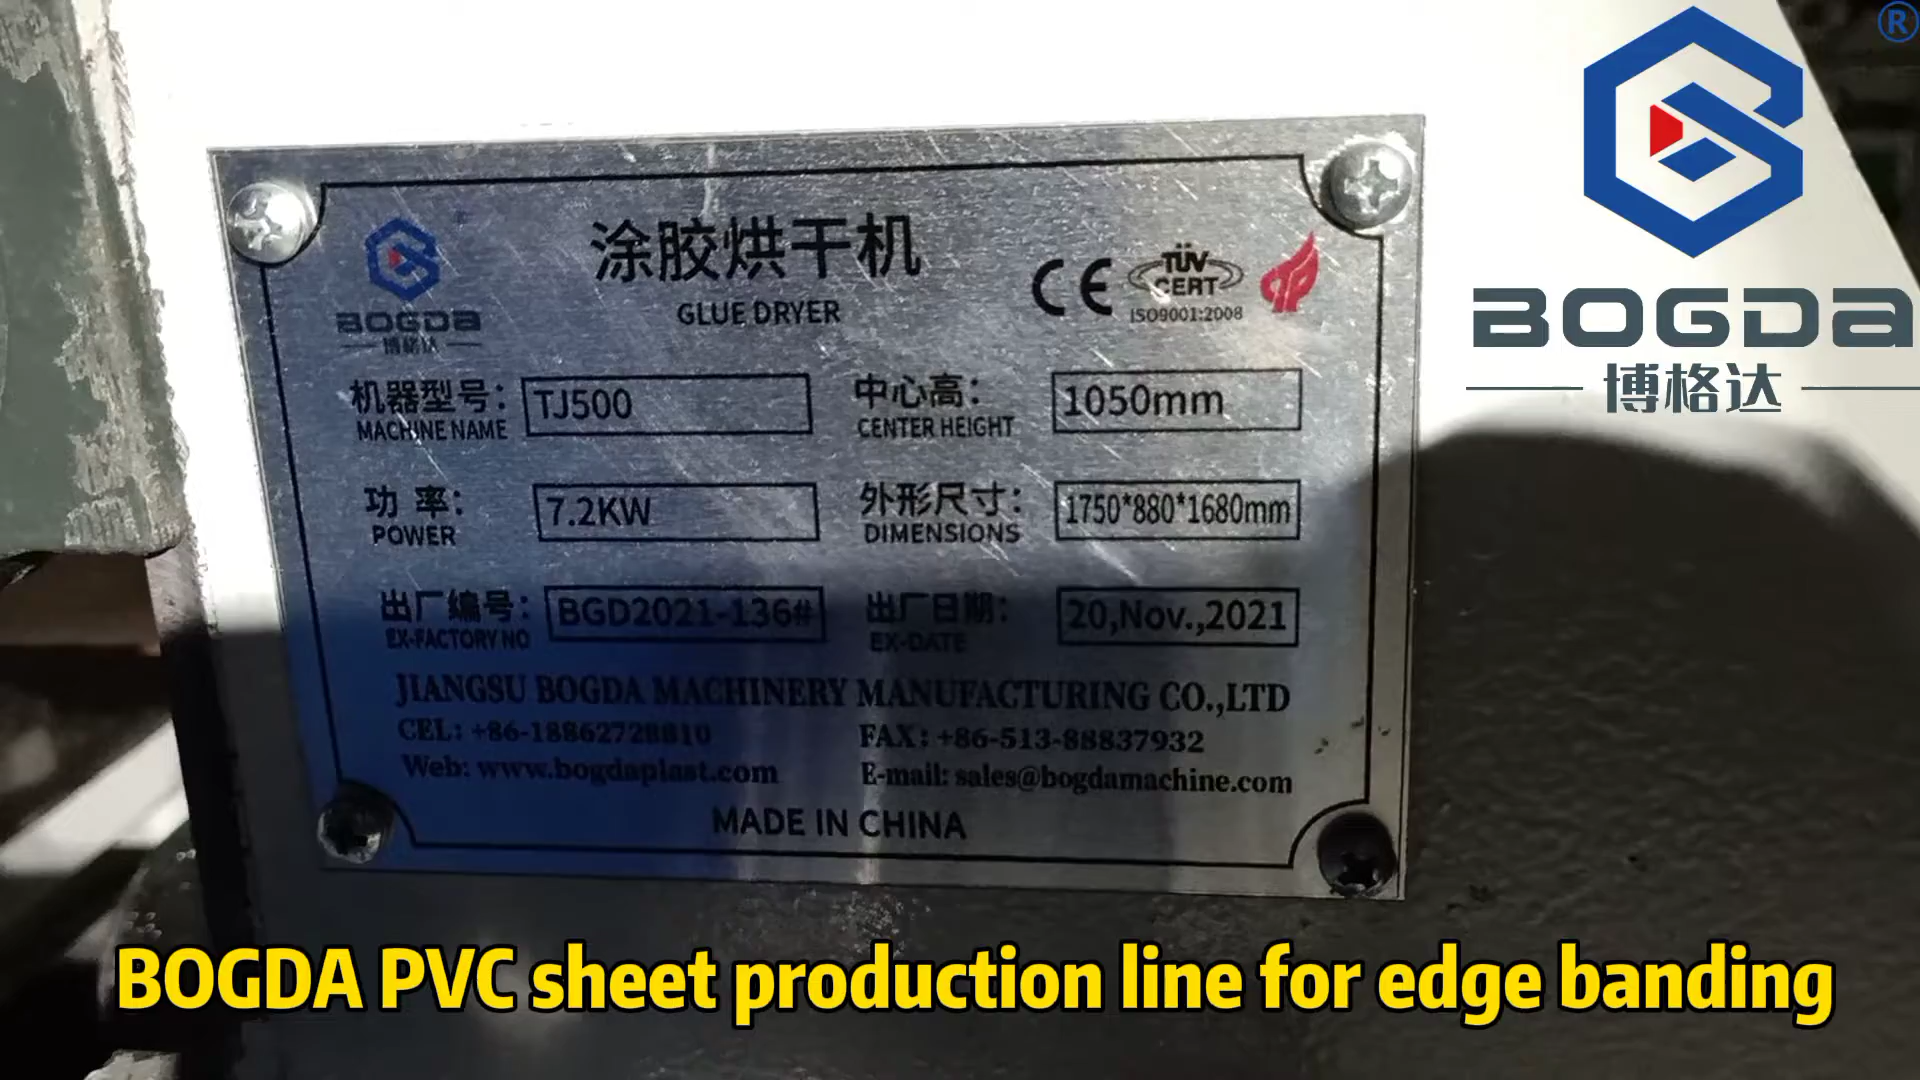 ®
BOGDA
博格达
BOGDA
博格达
涂胶烘干机
GLUE DRYER
CE
TÜV
CERT
ISO9001:2008
机器型号: TJ500
MACHINE NAME
中心高: 1050mm
CENTER HEIGHT
功 率: 7.2KW
POWER
外形尺寸: 1750*880*1680mm
DIMENSIONS
出厂编号: BGD2021-136#
EX-FACTORY NO
出厂日期: 20,Nov.,2021
EX-DATE
JIANGSU BOGDA MACHINERY MANUFACTURING CO.,LTD
CEL: +86-18862728810 FAX: +86-513-88837932
Web: www.bogdaplast.com E-mail: sales@bogdamachine.com
MADE IN CHINA
BOGDA PVC sheet production line for edge banding